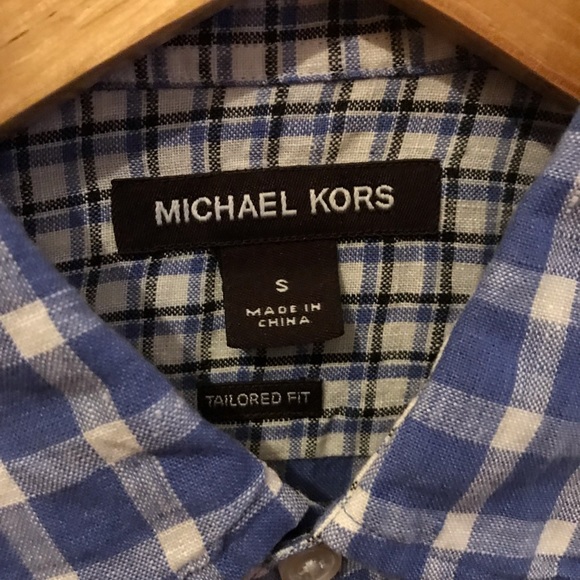 MICHAEL KORS
S
MADE IN
CHINA
TAILORED FIT